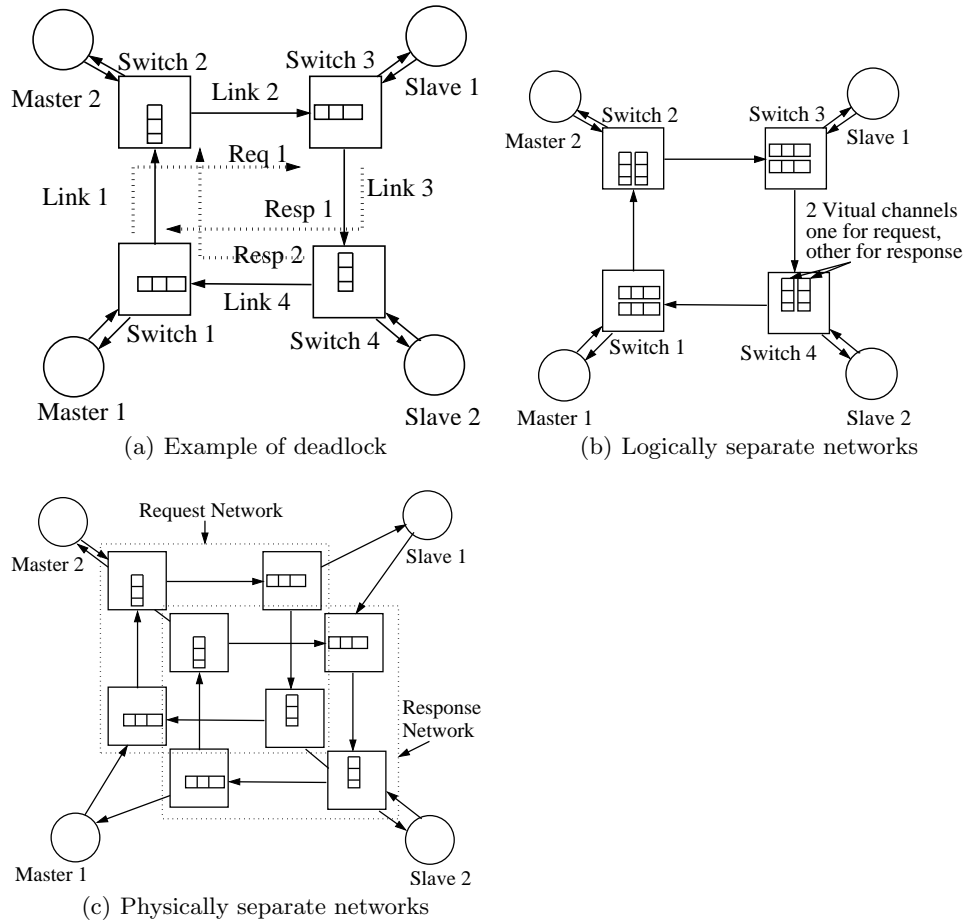 Switch 2
Switch 3
Master 2
Link 2
Slave 1
Req 1
Link 1
Link 3
Resp 1
Resp 2
Link 4
Switch 1
Switch 4
Master 1
Slave 2
(a) Example of deadlock
Switch 2
Switch 3
Master 2
Slave 1
2 Vitual channels
one for request,
other for response
Switch 1
Switch 4
Master 1
Slave 2
(b) Logically separate networks
Request Network
Master 2
Slave 1
Response
Network
Master 1
Slave 2
(c) Physically separate networks